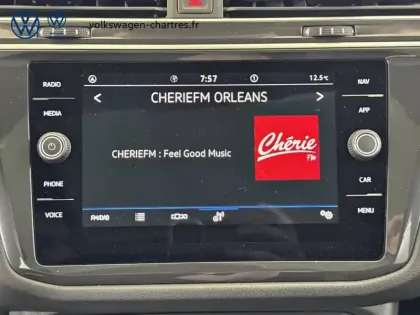 volkswagen-chartres.fr
RADIO
MEDIA
PHONE
VOICE
7:57
12.5°C
CHERIEFM ORLEANS
CHERIEFM : Feel Good Music
Chérie
FM
FM/DAB
NAV
APP
CAR
MENU